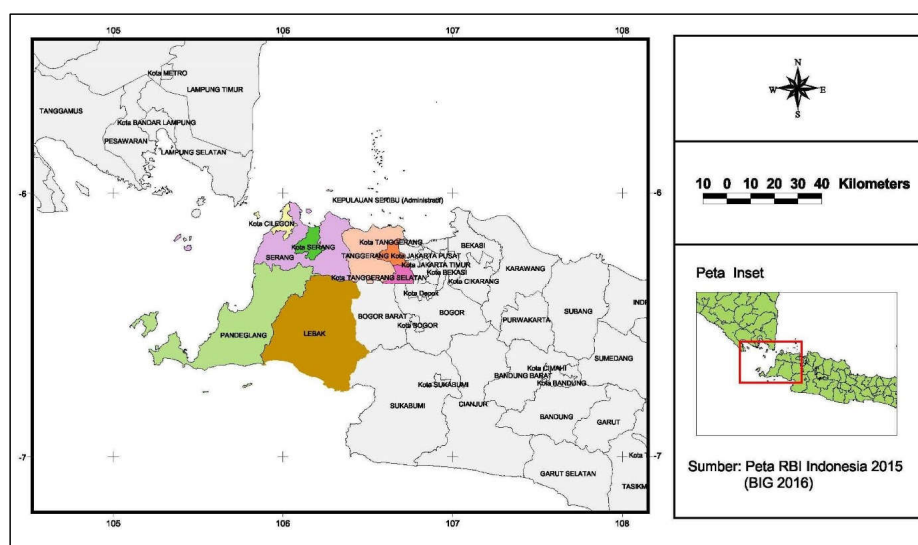 105
106
107
108
Kota METRO
LAMPUNG TIMUR
TANGGAMUS
Kota BANDAR LAMPUNG
PESAWARAN
LAMPUNG SELATAN
-6
-6
KEPULAUAN SERIBU (Administratif)
Kota CILEGON
Kota SERANG
SERANG
Kota TANGGERANG
TANGGERANG
Kota JAKARTA PUSAT
Kota JAKARTA TIMUR
BEKASI
Kota BEKASI
KARAWANG
Kota TANGGERANG SELATAN
Kota CIKARANG
Kota Depok
SUBANG
INDR
PANDEGLANG
LEBAK
BOGOR BARAT
BOGOR
Kota BOGOR
PURWAKARTA
SUMEDANG
Kota CIMAHI
BANDUNG BARAT
Kota BANDUNG
Kota SUKABUMI
SUKABUMI
CIANJUR
BANDUNG
GARUT
-7
-7
Kota T
GARUT SELATAN
TASIKM
105
106
107
108
N
W
E
S
10 0 10 20 30 40 Kilometers
Peta Inset
Sumber: Peta RBI Indonesia 2015
(BIG 2016)